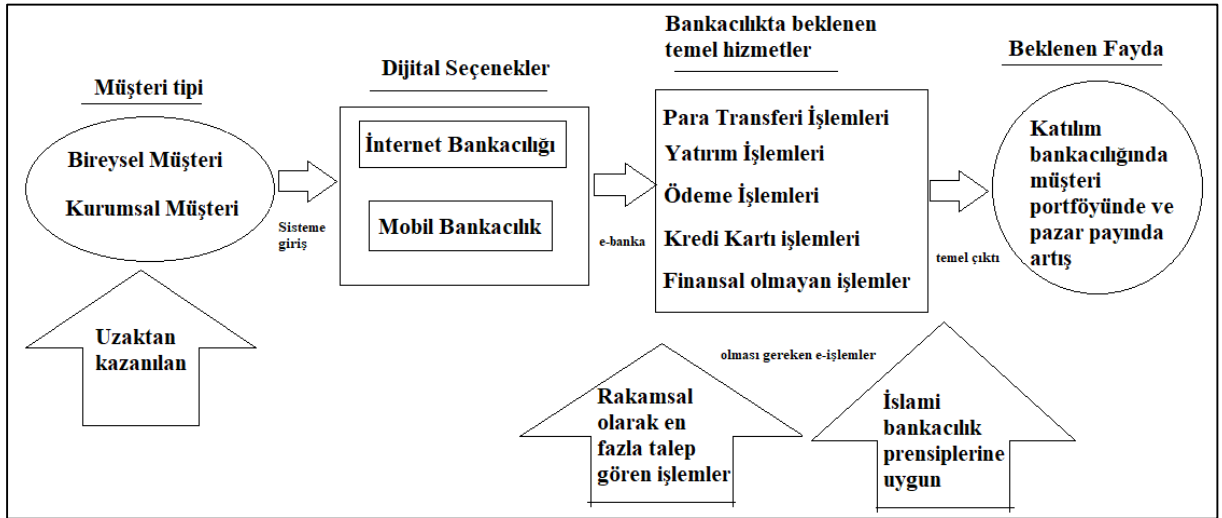 Müşteri tipi
Bireysel Müşteri
Kurumsal Müşteri
Uzaktan
kazanılan
Sisteme
giriş
Dijital Seçenekler
İnternet Bankacılığı
Mobil Bankacılık
e-banka
Bankacılıkta beklenen
temel hizmetler
Para Transferi İşlemleri
Yatırım İşlemleri
Ödeme İşlemleri
Kredi Kartı işlemleri
Finansal olmayan işlemler
olması gereken e-işlemler
Rakamsal
olarak en
fazla talep
gören işlemler
İslami
bankacılık
prensiplerine
uygun
temel çıktı
Beklenen Fayda
Katılım
bankacılığında
müşteri
portföyünde ve
pazar payında
artış